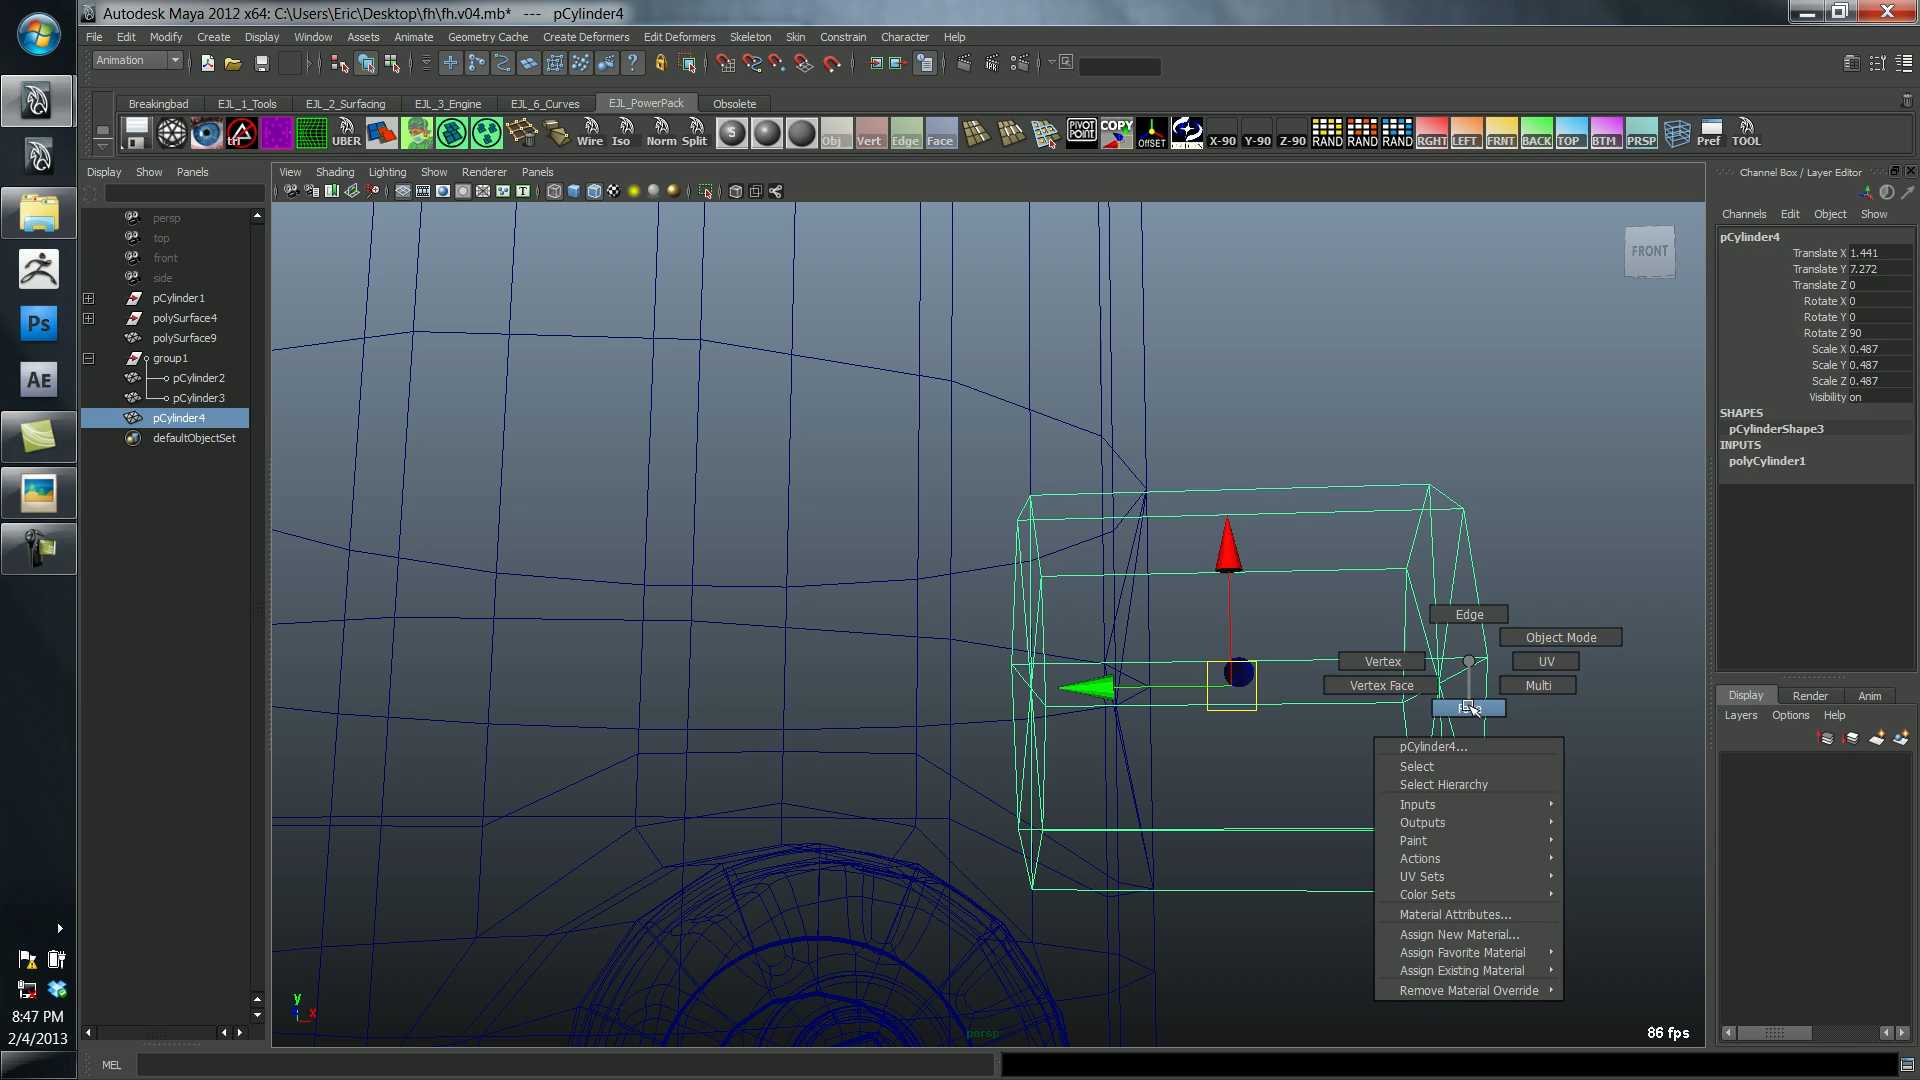 Autodesk Maya 2012 x64: C:\Users\Eric\Desktop\fh\fh.v04.mb* --- pCylinder4
File Edit Modify Create Display Window Assets Animate Geometry Cache Create Deformers Edit Deformers Skeleton Skin Constrain Character Help
Animation
Breakingbad EJL_1_Tools EJL_2_Surfacing EJL_3_Engine EJL_6_Curves EJL_PowerPack Obsolete
UBER Wire Iso Norm Split S Obj Vert Edge Face PIVOT POINT COPY OffSET X-90 Y-90 Z-90 RAND RAND RAND RGHT LEFT FRNT BACK TOP BTM PRSP Pref TOOL
Display Show Panels
View Shading Lighting Show Renderer Panels
Channel Box / Layer Editor
Channels Edit Object Show
persp
top
front
side
pCylinder1
polySurface4
polySurface9
group1
pCylinder2
pCylinder3
pCylinder4
defaultObjectSet
FRONT
pCylinder4
Translate X 1.441
Translate Y 7.272
Translate Z 0
Rotate X 0
Rotate Y 0
Rotate Z 90
Scale X 0.487
Scale Y 0.487
Scale Z 0.487
Visibility on
SHAPES
pCylinderShape3
INPUTS
polyCylinder1
Edge
Object Mode
Vertex
UV
Vertex Face
Multi
pCylinder4...
Select
Select Hierarchy
Inputs
Outputs
Paint
Actions
UV Sets
Color Sets
Material Attributes...
Assign New Material...
Assign Favorite Material
Assign Existing Material
Remove Material Override
Display Render Anim
Layers Options Help
Ps
AE
y
x
persp
86 fps
8:47 PM
2/4/2013
MEL